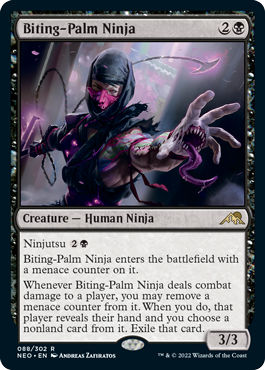 Biting-Palm Ninja 2
Creature — Human Ninja
Ninjutsu 2
Biting-Palm Ninja enters the battlefield with
a menace counter on it.
Whenever Biting-Palm Ninja deals combat
damage to a player, you may remove a
menace counter from it. When you do, that
player reveals their hand and you choose a
nonland card from it. Exile that card.
3/3
088/302 R
NEO • EN ANDREAS ZAFIRATOS ™ & © 2022 Wizards of the Coast